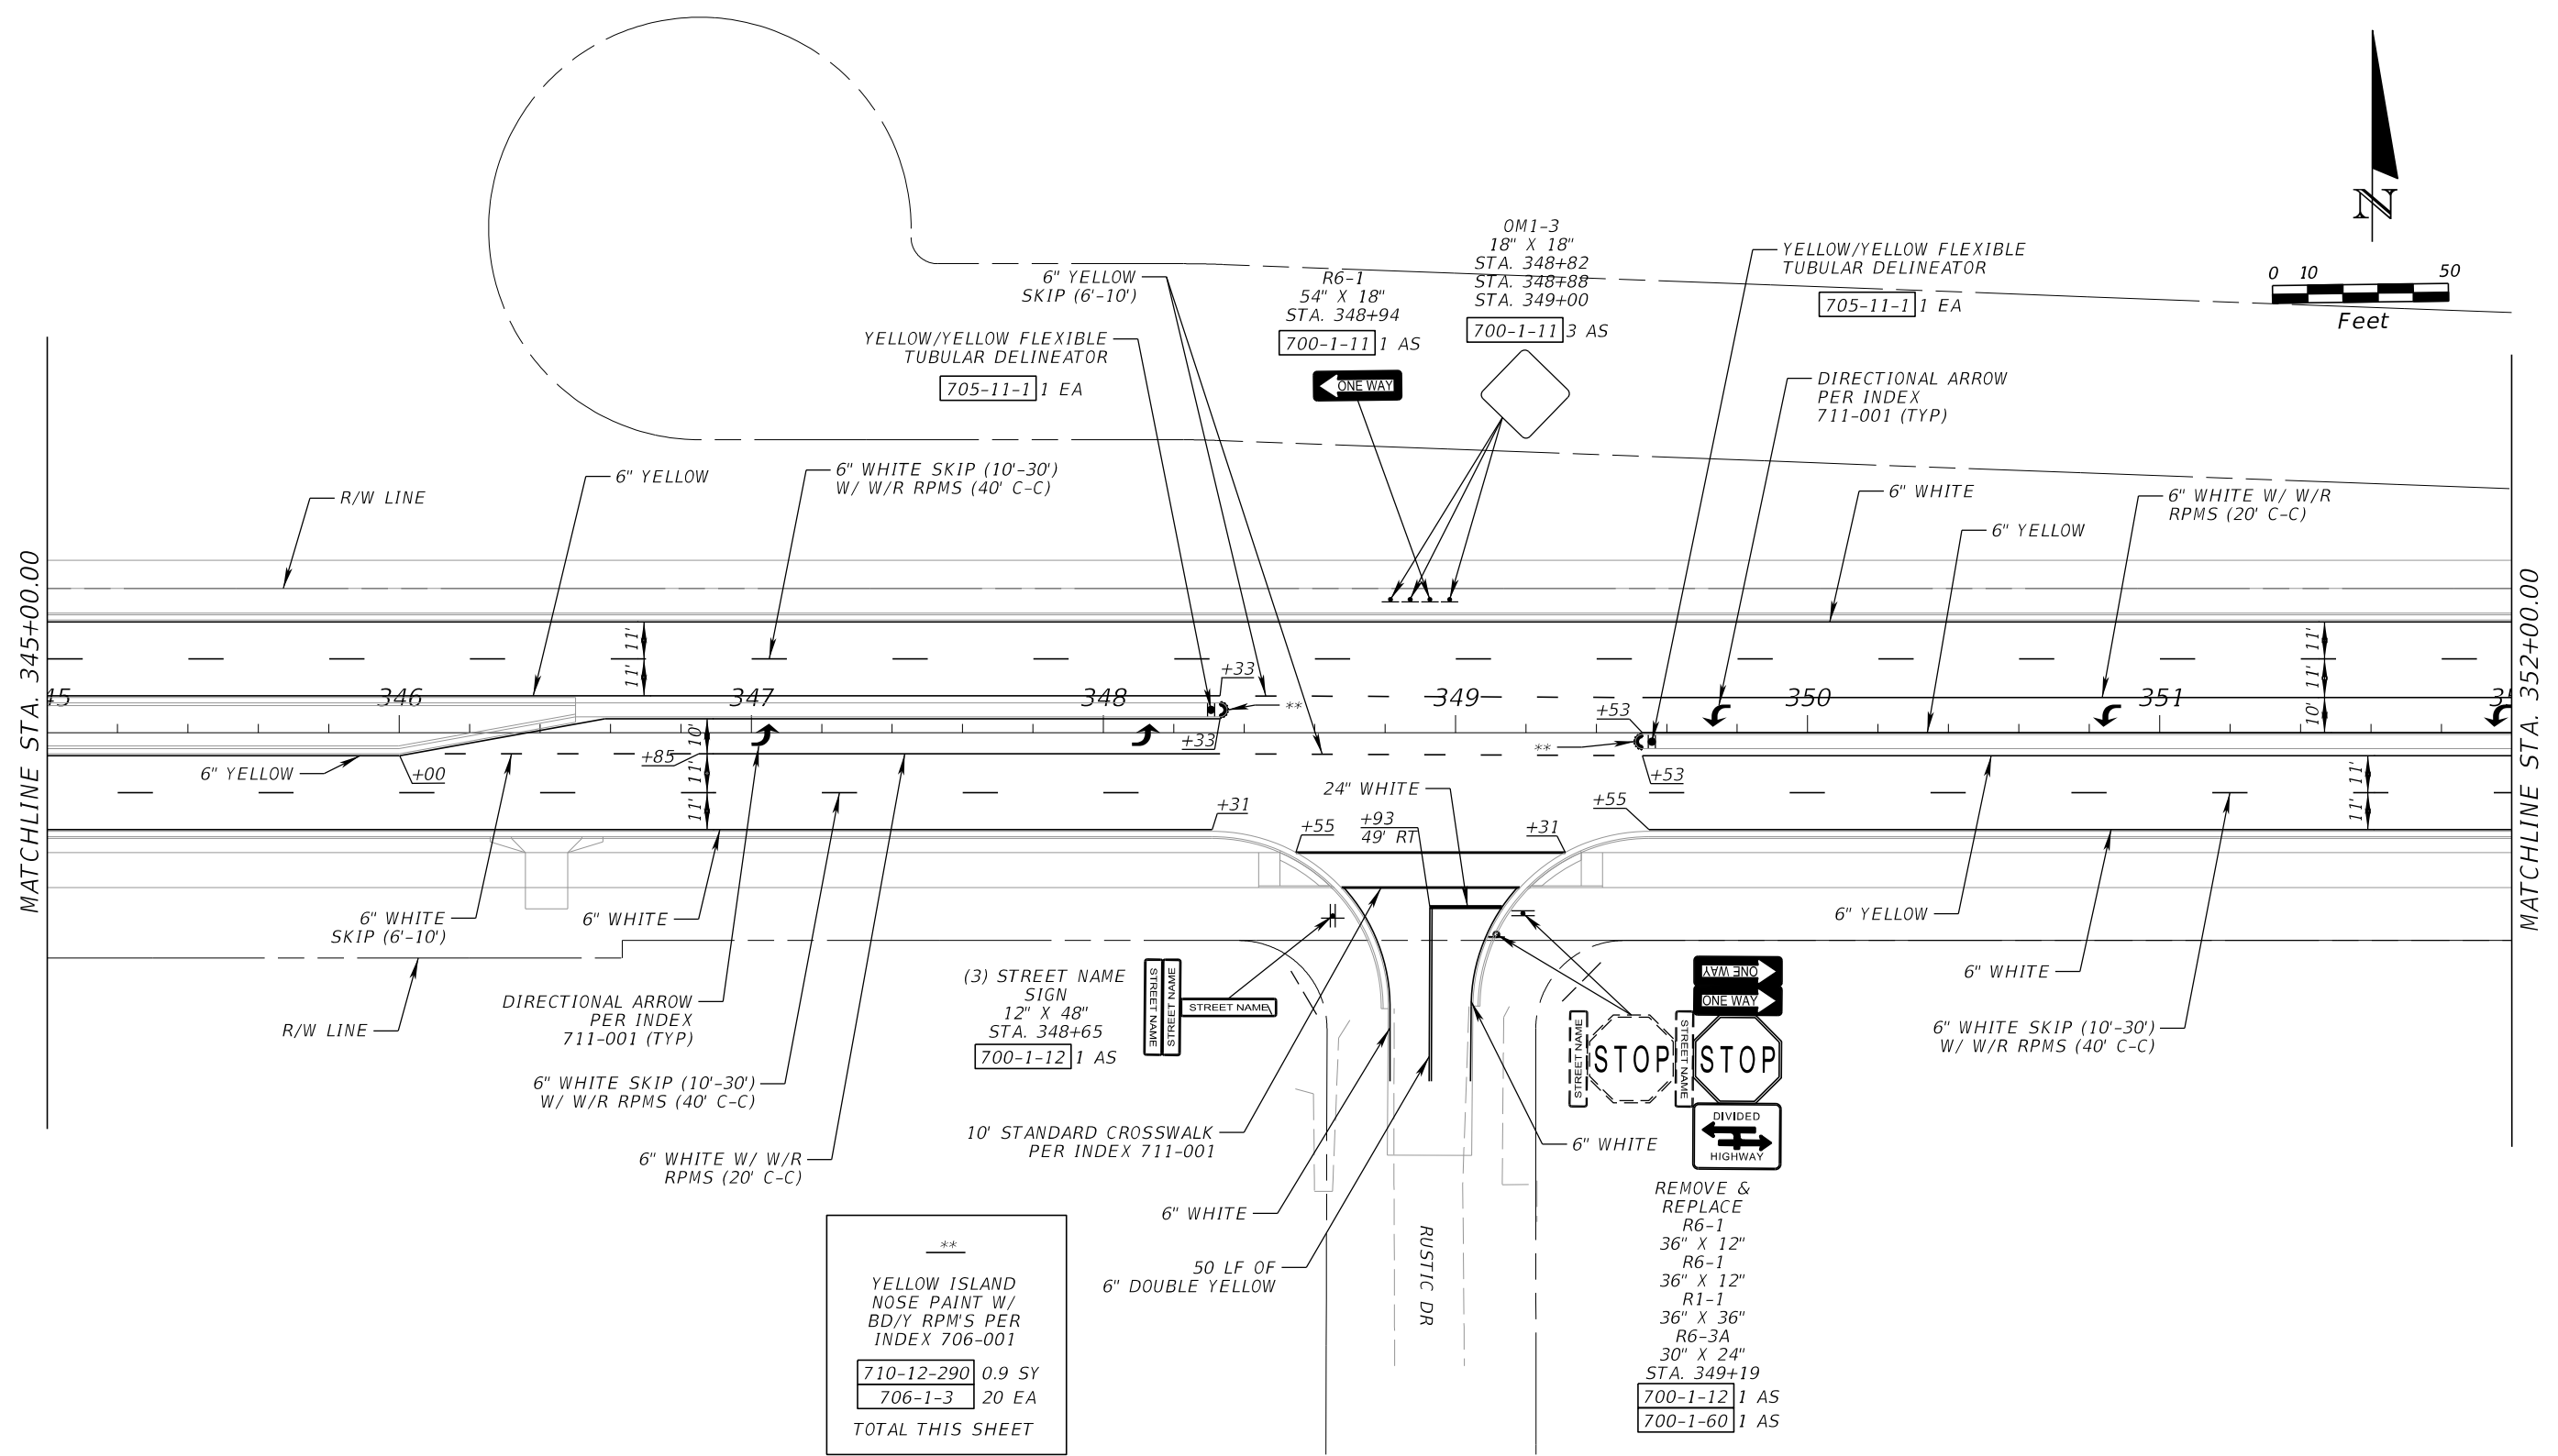 OM1-3
18" X 18"
STA. 348+82
STA. 348+88
STA. 349+00
700-1-11 3 AS
R6-1
54" X 18"
STA. 348+94
700-1-11 1 AS
ONE WAY
6" YELLOW
SKIP (6'-10')
YELLOW/YELLOW FLEXIBLE
TUBULAR DELINEATOR
705-11-1 1 EA
YELLOW/YELLOW FLEXIBLE
TUBULAR DELINEATOR
705-11-1 1 EA
N
0 10 50
Feet
DIRECTIONAL ARROW
PER INDEX
711-001 (TYP)
R/W LINE
6" YELLOW
6" WHITE SKIP (10'-30')
W/ W/R RPMS (40' C-C)
6" WHITE
6" YELLOW
6" WHITE W/ W/R
RPMS (20' C-C)
MATCHLINE STA. 345+00.00
MATCHLINE STA. 352+00.00
11'
11'
11'
11'
10'
+33
45
346
347
348
349
350
351
35
**
+33
+53
**
+53
6" YELLOW
+00
+85
10'
11'
11'
11'
11'
+31
+55
+93
49' RT
24" WHITE
+31
+55
6" WHITE
SKIP (6'-10')
6" WHITE
R/W LINE
DIRECTIONAL ARROW
PER INDEX
711-001 (TYP)
6" WHITE SKIP (10'-30')
W/ W/R RPMS (40' C-C)
6" WHITE W/ W/R
RPMS (20' C-C)
(3) STREET NAME
SIGN
12" X 48"
STA. 348+65
700-1-12 1 AS
STREET NAME
STREET NAME
STREET NAME
10' STANDARD CROSSWALK
PER INDEX 711-001
6" WHITE
50 LF OF
6" DOUBLE YELLOW
RUSTIC DR
6" WHITE
6" YELLOW
6" WHITE
6" WHITE SKIP (10'-30')
W/ W/R RPMS (40' C-C)
ONE WAY
ONE WAY
STREET NAME
STOP
STREET NAME
STOP
DIVIDED
HIGHWAY
REMOVE &
REPLACE
R6-1
36" X 12"
R6-1
36" X 12"
R1-1
36" X 36"
R6-3A
30" X 24"
STA. 349+19
700-1-12 1 AS
700-1-60 1 AS
**
YELLOW ISLAND
NOSE PAINT W/
BD/Y RPM'S PER
INDEX 706-001
710-12-290 0.9 SY
706-1-3 20 EA
TOTAL THIS SHEET